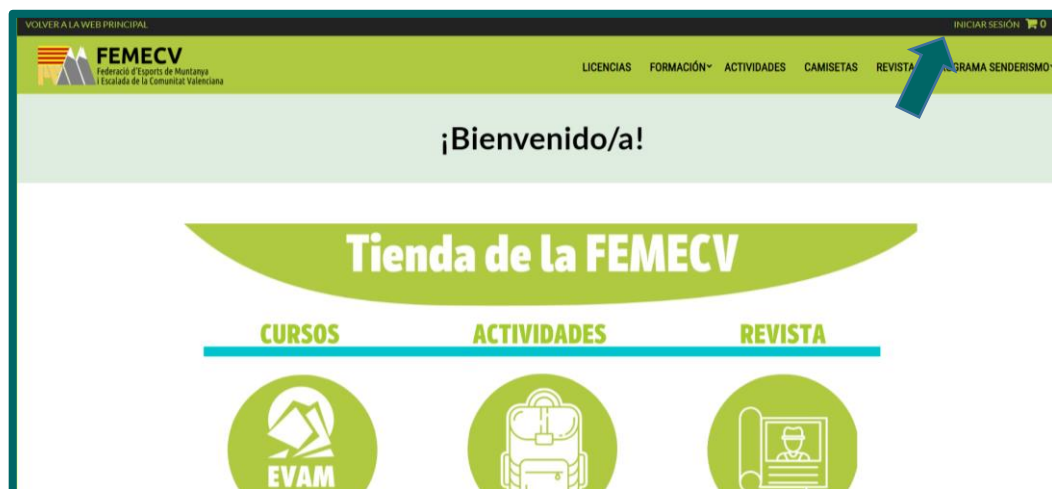 VOLVER A LA WEB PRINCIPAL
INICIAR SESIÓN 0
FEMECV
Federació d'Esports de Muntanya
i Escalada de la Comunitat Valenciana
LICENCIAS FORMACIÓN ACTIVIDADES CAMISETAS REVISTA SENDERISMO
¡Bienvenido/a!
Tienda de la FEMECV
CURSOS ACTIVIDADES REVISTA
EVAM